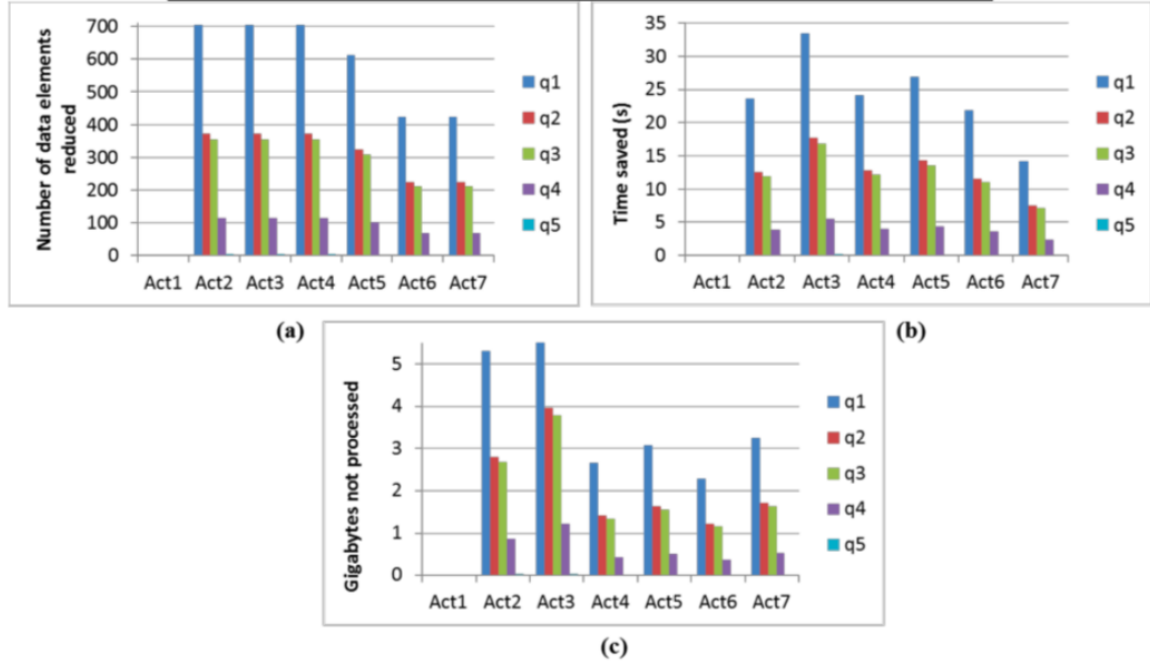 Number of data elements
reduced
700
600
500
400
300
200
100
0
Act1 Act2 Act3 Act4 Act5 Act6 Act7
q1
q2
q3
q4
q5
(a)
Time saved (s)
35
30
25
20
15
10
5
0
Act1 Act2 Act3 Act4 Act5 Act6 Act7
q1
q2
q3
q4
q5
(b)
Gigabytes not processed
5
4
3
2
1
0
Act1 Act2 Act3 Act4 Act5 Act6 Act7
q1
q2
q3
q4
q5
(c)